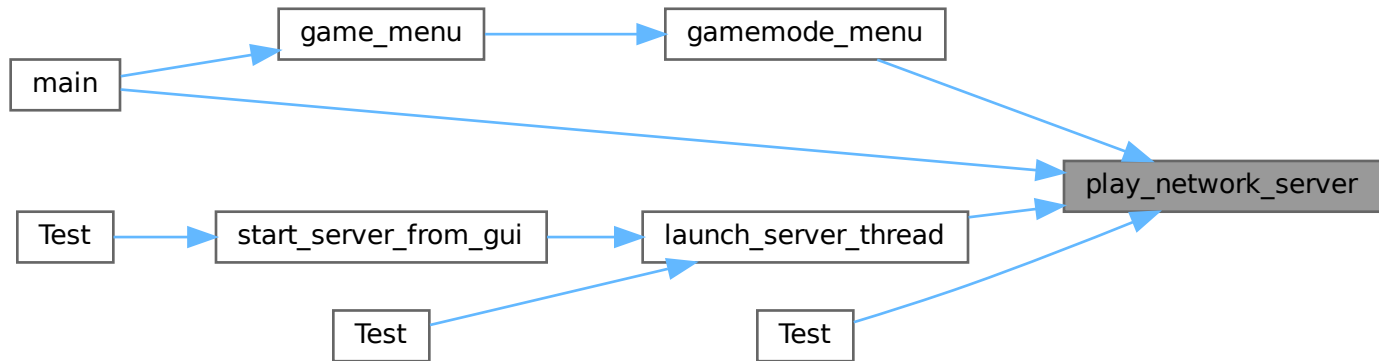 game_menu
gamemode_menu
main
play_network_server
Test
start_server_from_gui
launch_server_thread
Test
Test